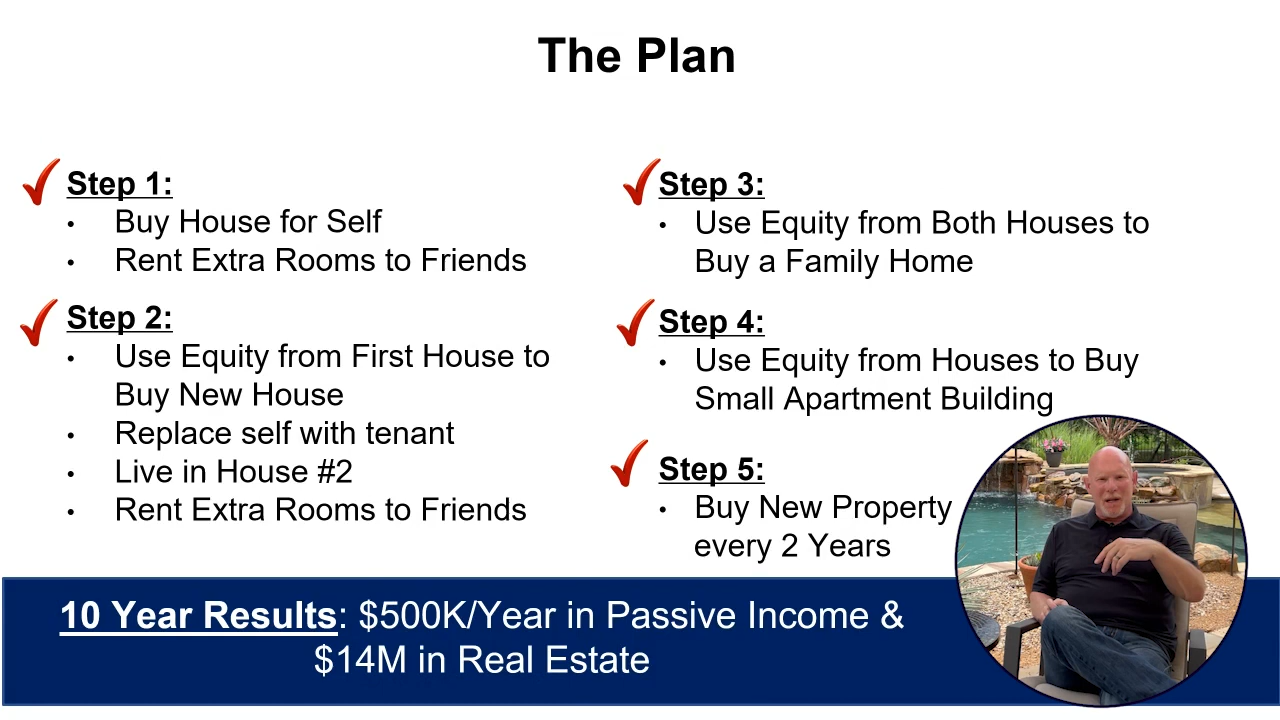 The Plan
Step 1:
• Buy House for Self
• Rent Extra Rooms to Friends
Step 2:
• Use Equity from First House to
Buy New House
• Replace self with tenant
• Live in House #2
• Rent Extra Rooms to Friends
Step 3:
• Use Equity from Both Houses to
Buy a Family Home
Step 4:
• Use Equity from Houses to Buy
Small Apartment Building
Step 5:
• Buy New Property
every 2 Years
10 Year Results: $500K/Year in Passive Income &
$14M in Real Estate